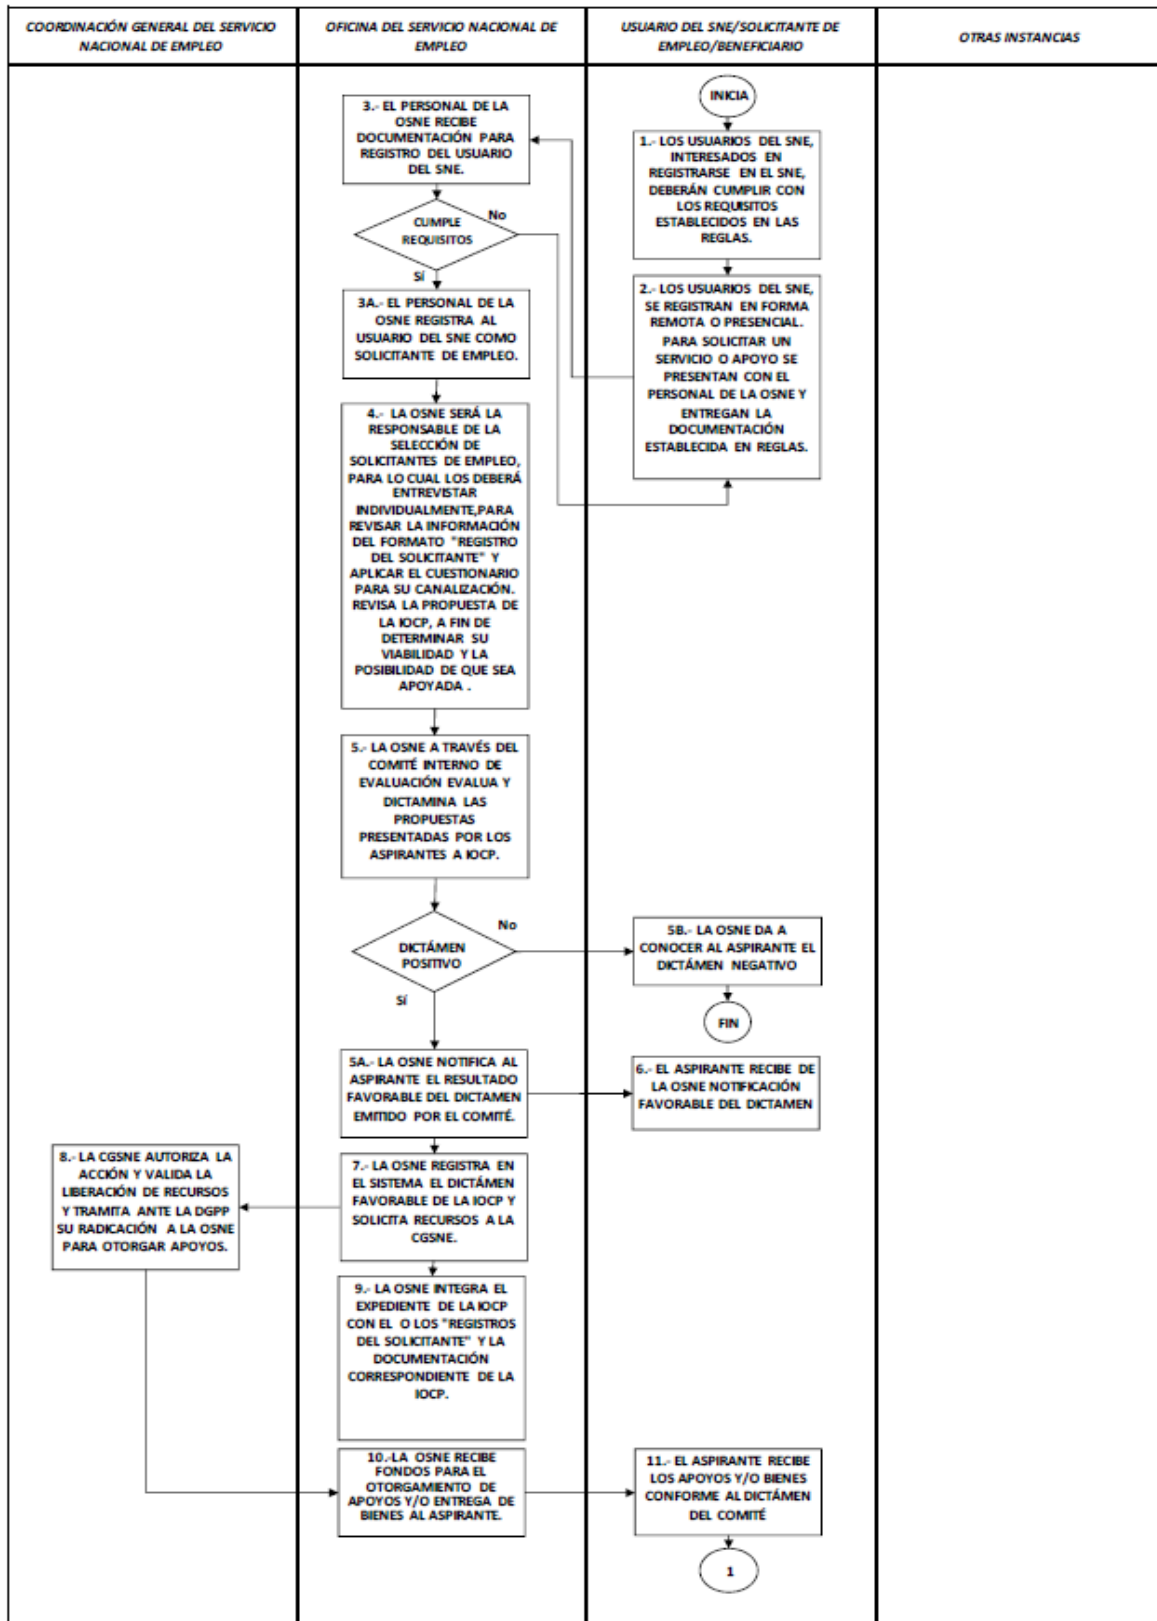 COORDINACIÓN GENERAL DEL SERVICIO
NACIONAL DE EMPLEO
OFICINA DEL SERVICIO NACIONAL DE
EMPLEO
USUARIO DEL SNE/SOLICITANTE DE
EMPLEO/BENEFICIARIO
OTRAS INSTANCIAS
INICIA
1.- LOS USUARIOS DEL SNE,
INTERESADOS EN
REGISTRARSE EN EL SNE,
DEBERÁN CUMPLIR CON
LOS REQUISITOS
ESTABLECIDOS EN LAS
REGLAS.
2.- LOS USUARIOS DEL SNE,
SE REGISTRAN EN FORMA
REMOTA O PRESENCIAL.
PARA SOLICITAR UN
SERVICIO O APOYO SE
PRESENTAN CON EL
PERSONAL DE LA OSNE Y
ENTREGAN LA
DOCUMENTACIÓN
ESTABLECIDA EN REGLAS.
3.- EL PERSONAL DE LA
OSNE RECIBE
DOCUMENTACIÓN PARA
REGISTRO DEL USUARIO
DEL SNE.
CUMPLE
REQUISITOS
No
Sí
3A.- EL PERSONAL DE LA
OSNE REGISTRA AL
USUARIO DEL SNE COMO
SOLICITANTE DE EMPLEO.
4.- LA OSNE SERÁ LA
RESPONSABLE DE LA
SELECCIÓN DE
SOLICITANTES DE EMPLEO,
PARA LO CUAL LOS DEBERÁ
ENTREVISTAR
INDIVIDUALMENTE,PARA
REVISAR LA INFORMACIÓN
DEL FORMATO "REGISTRO
DEL SOLICITANTE" Y
APLICAR EL CUESTIONARIO
PARA SU CANALIZACIÓN.
REVISA LA PROPUESTA DE
LA IOCP, A FIN DE
DETERMINAR SU
VIABILIDAD Y LA
POSIBILIDAD DE QUE SEA
APOYADA .
5.- LA OSNE A TRAVÉS DEL
COMITÉ INTERNO DE
EVALUACIÓN EVALUA Y
DICTAMINA LAS
PROPUESTAS
PRESENTADAS POR LOS
ASPIRANTES A IOCP.
DICTÁMEN
POSITIVO
No
Sí
5B.- LA OSNE DA A
CONOCER AL ASPIRANTE EL
DICTÁMEN NEGATIVO
FIN
5A.- LA OSNE NOTIFICA AL
ASPIRANTE EL RESULTADO
FAVORABLE DEL DICTAMEN
EMITIDO POR EL COMITÉ.
6.- EL ASPIRANTE RECIBE DE
LA OSNE NOTIFICACIÓN
FAVORABLE DEL DICTAMEN
7.- LA OSNE REGISTRA EN
EL SISTEMA EL DICTÁMEN
FAVORABLE DE LA IOCP Y
SOLICITA RECURSOS A LA
CGSNE.
8.- LA CGSNE AUTORIZA LA
ACCIÓN Y VALIDA LA
LIBERACIÓN DE RECURSOS
Y TRAMITA ANTE LA DGPP
SU RADICACIÓN A LA OSNE
PARA OTORGAR APOYOS.
9.- LA OSNE INTEGRA EL
EXPEDIENTE DE LA IOCP
CON EL O LOS "REGISTROS
DEL SOLICITANTE" Y LA
DOCUMENTACIÓN
CORRESPONDIENTE DE LA
IOCP.
10.-LA OSNE RECIBE
FONDOS PARA EL
OTORGAMIENTO DE
APOYOS Y/O ENTREGA DE
BIENES AL ASPIRANTE.
11.- EL ASPIRANTE RECIBE
LOS APOYOS Y/O BIENES
CONFORME AL DICTÁMEN
DEL COMITÉ
1